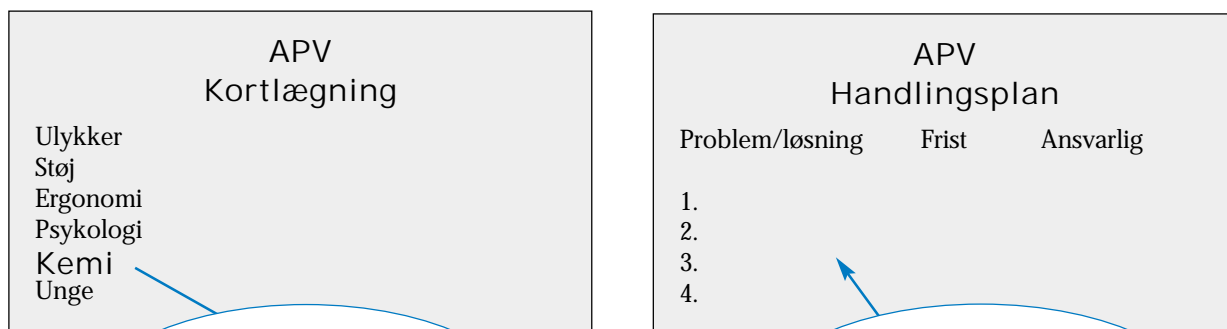 APV
Kortlægning
Ulykker
Støj
Ergonomi
Psykologi
Kemi
Unge
APV
Handlingsplan
Problem/løsning Frist Ansvarlig
1.
2.
3.
4.